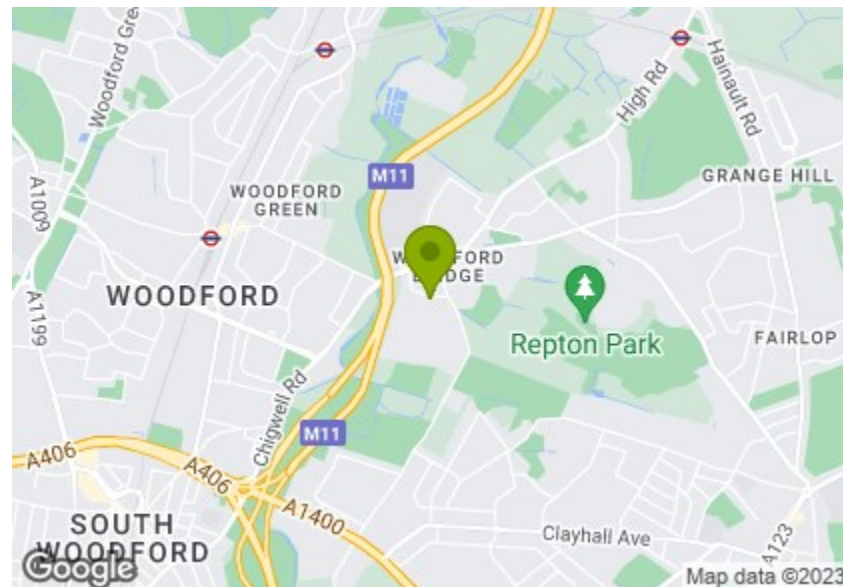 Woodford Gree
High Rd
Hainault Rd
M11
GRANGE HILL
A1009
WOODFORD
GREEN
WOODFORD
Repton Park
FAIRLOP
A1199
Chigwell Rd
M11
A406
A406
A1400
SOUTH
WOODFORD
Clayhall Ave
A123
Google
Map data ©2023